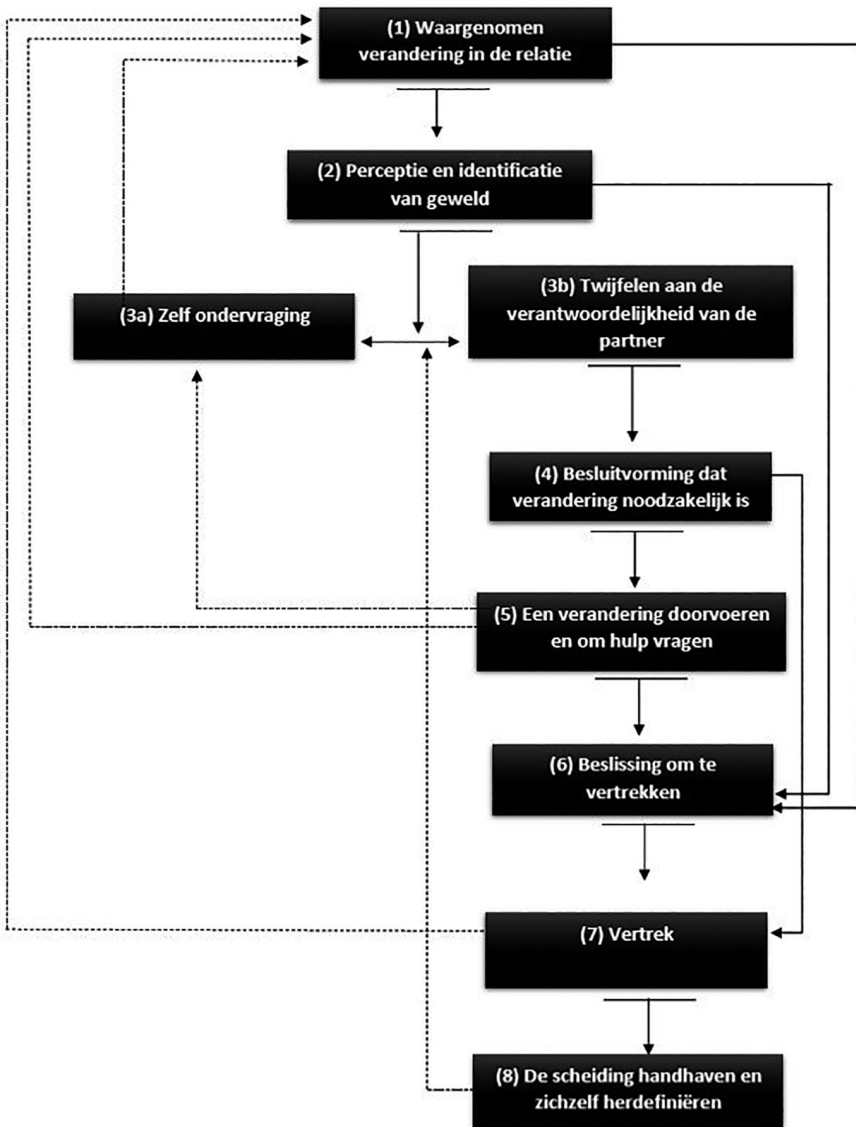 (1) Waargenomen
verandering in de relatie
(2) Perceptie en identificatie
van geweld
(3a) Zelf ondervraging
(3b) Twijfelen aan de
verantwoordelijkheid van de
partner
(4) Besluitvorming dat
verandering noodzakelijk is
(5) Een verandering doorvoeren
en om hulp vragen
(6) Beslissing om te
vertrekken
(7) Vertrek
(8) De scheiding handhaven en
zichzelf herdefiniëren